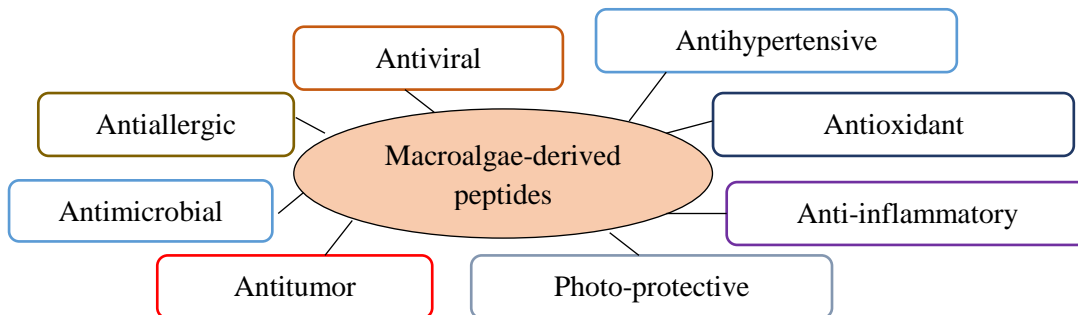 Antihypertensive
Antiviral
Antiallergic
Antioxidant
Macroalgae-derived
peptides
Antimicrobial
Anti-inflammatory
Antitumor
Photo-protective